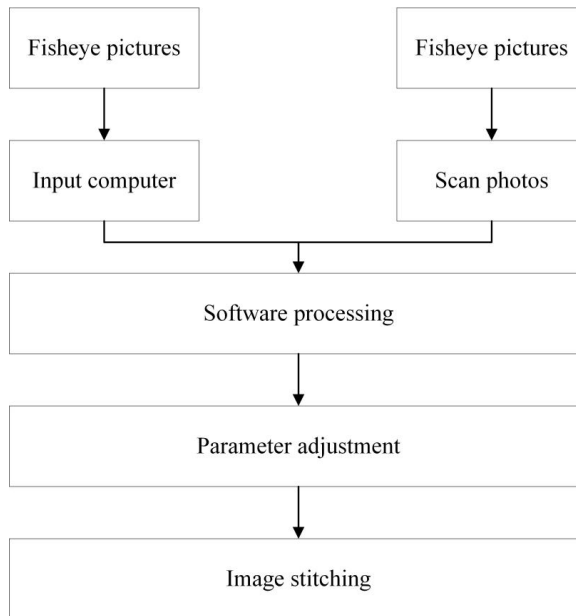 Fisheye pictures
Fisheye pictures
Input computer
Scan photos
Software processing
Parameter adjustment
Image stitching